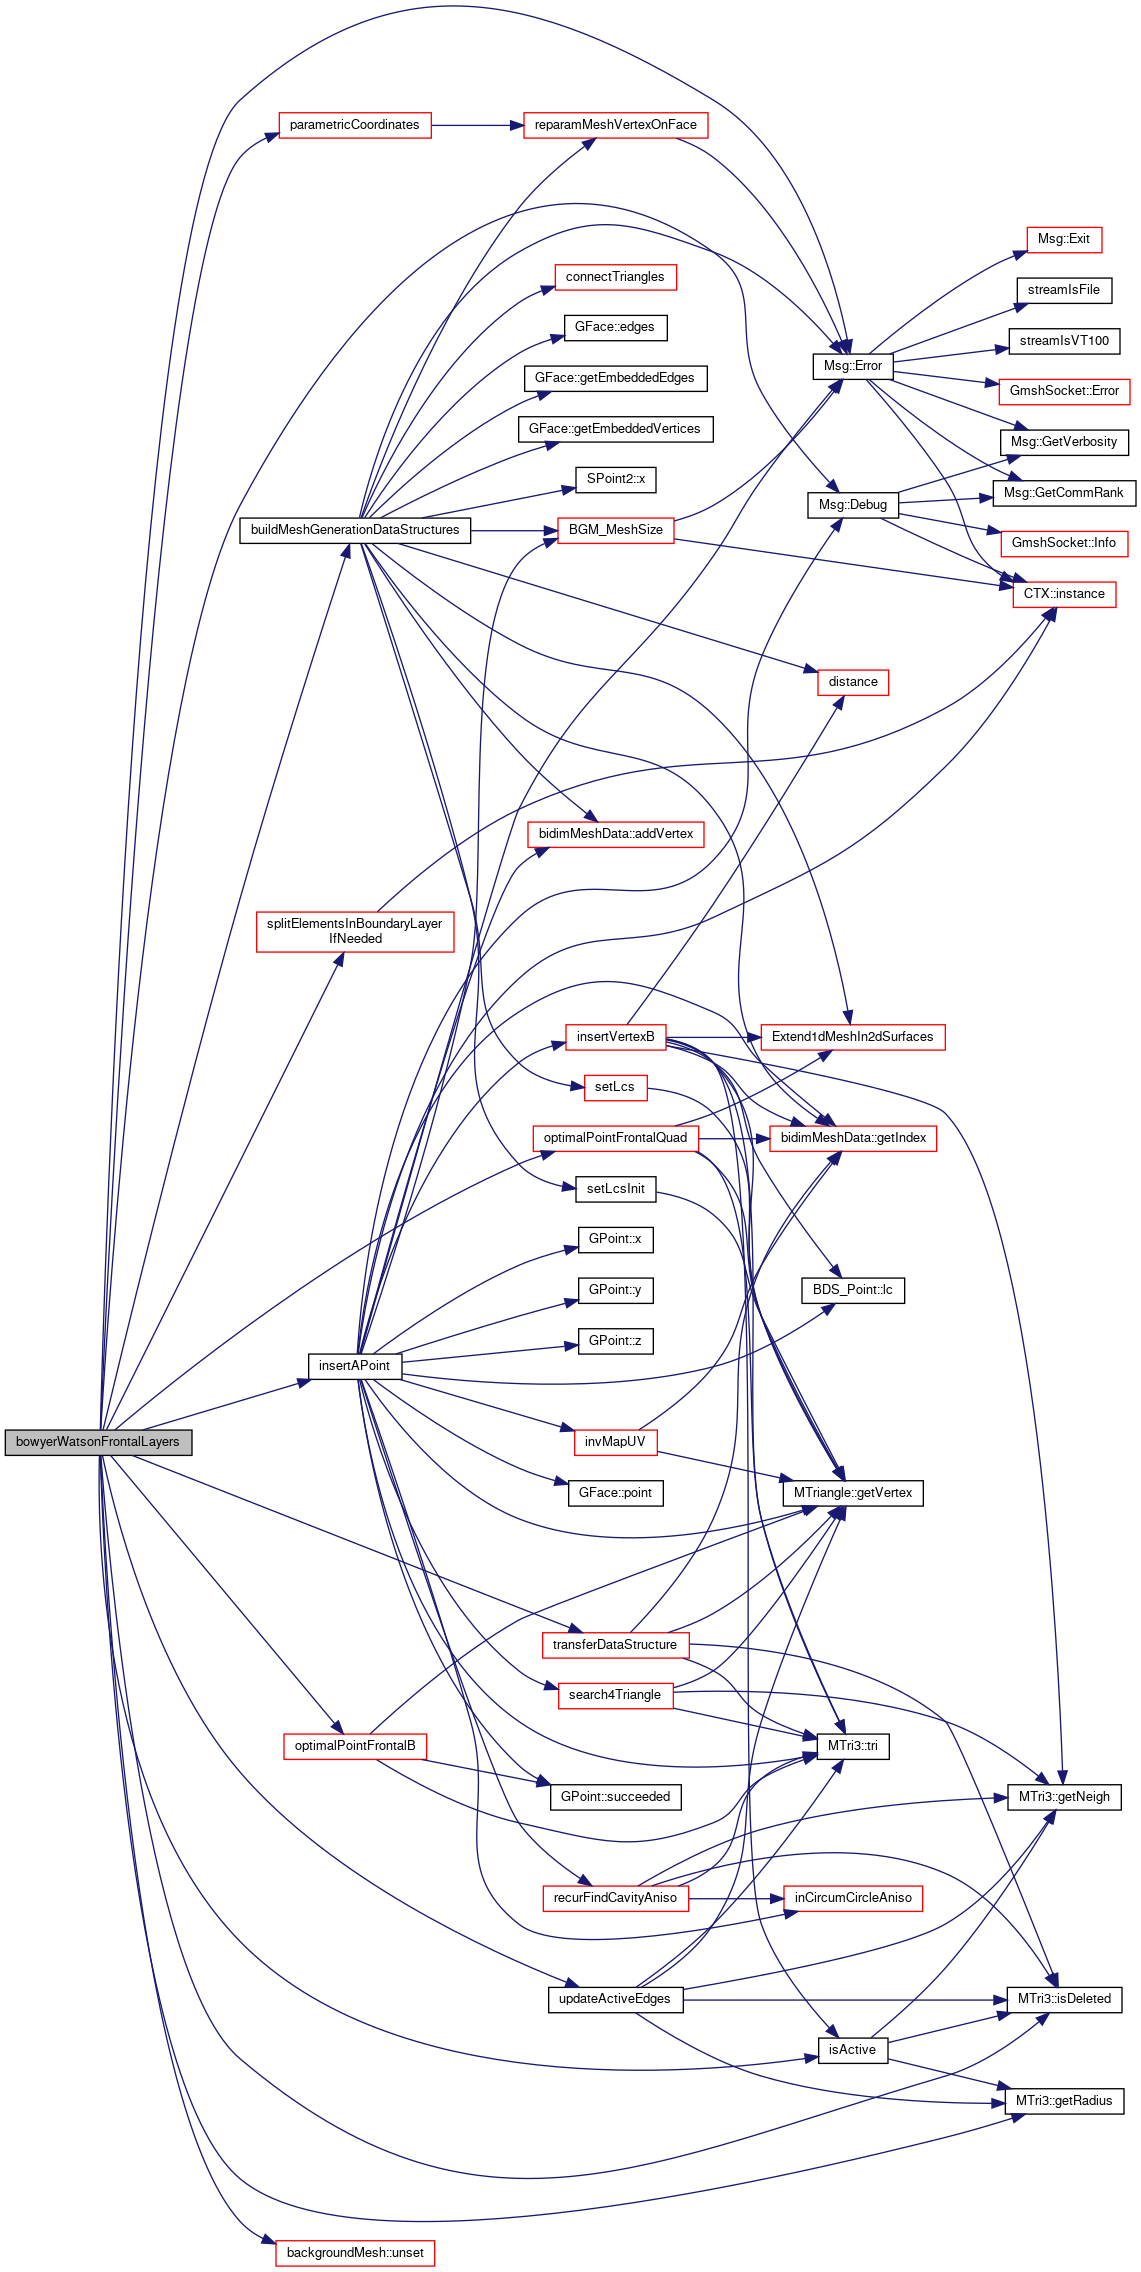 parametricCoordinates
reparamMeshVertexOnFace
Msg::Exit
connectTriangles
streamIsFile
GFace::edges
streamIsVT100
Msg::Error
GFace::getEmbeddedEdges
GmshSocket::Error
GFace::getEmbeddedVertices
Msg::GetVerbosity
SPoint2::x
Msg::GetCommRank
Msg::Debug
buildMeshGenerationDataStructures
BGM_MeshSize
GmshSocket::Info
CTX::instance
distance
bidimMeshData::addVertex
splitElementsInBoundaryLayer
IfNeeded
insertVertexB
Extend1dMeshIn2dSurfaces
setLcs
optimalPointFrontalQuad
bidimMeshData::getIndex
setLcsInit
GPoint::x
GPoint::y
BDS_Point::lc
GPoint::z
insertAPoint
bowyerWatsonFrontalLayers
invMapUV
GFace::point
MTriangle::getVertex
transferDataStructure
search4Triangle
optimalPointFrontalB
MTri3::tri
GPoint::succeeded
MTri3::getNeigh
recurFindCavityAniso
inCircumCircleAniso
updateActiveEdges
MTri3::isDeleted
isActive
MTri3::getRadius
backgroundMesh::unset